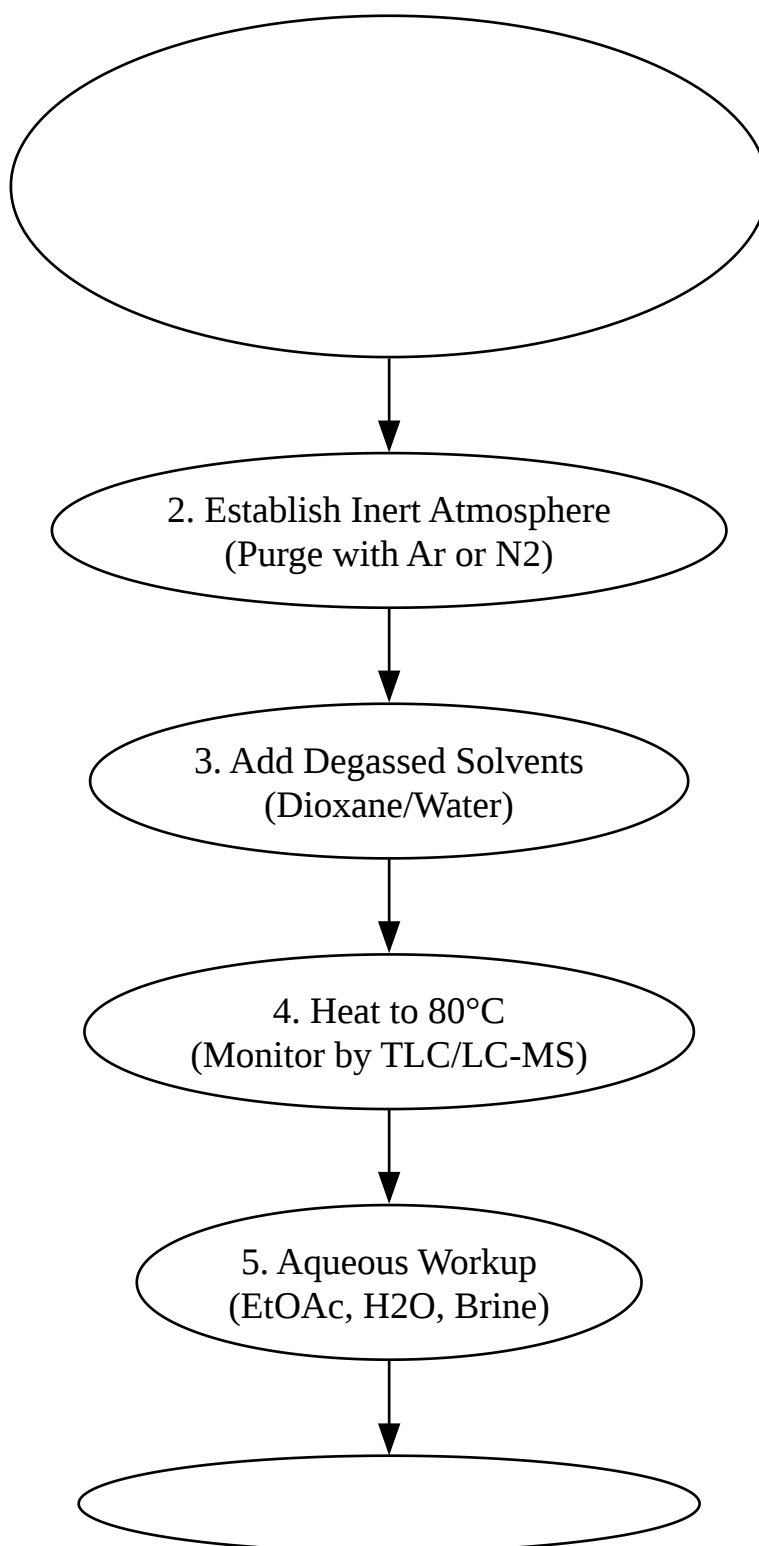 2. Establish Inert Atmosphere
(Purge with Ar or N2)
3. Add Degassed Solvents
(Dioxane/Water)
4. Heat to 80°C
(Monitor by TLC/LC-MS)
5. Aqueous Workup
(EtOAc, H2O, Brine)